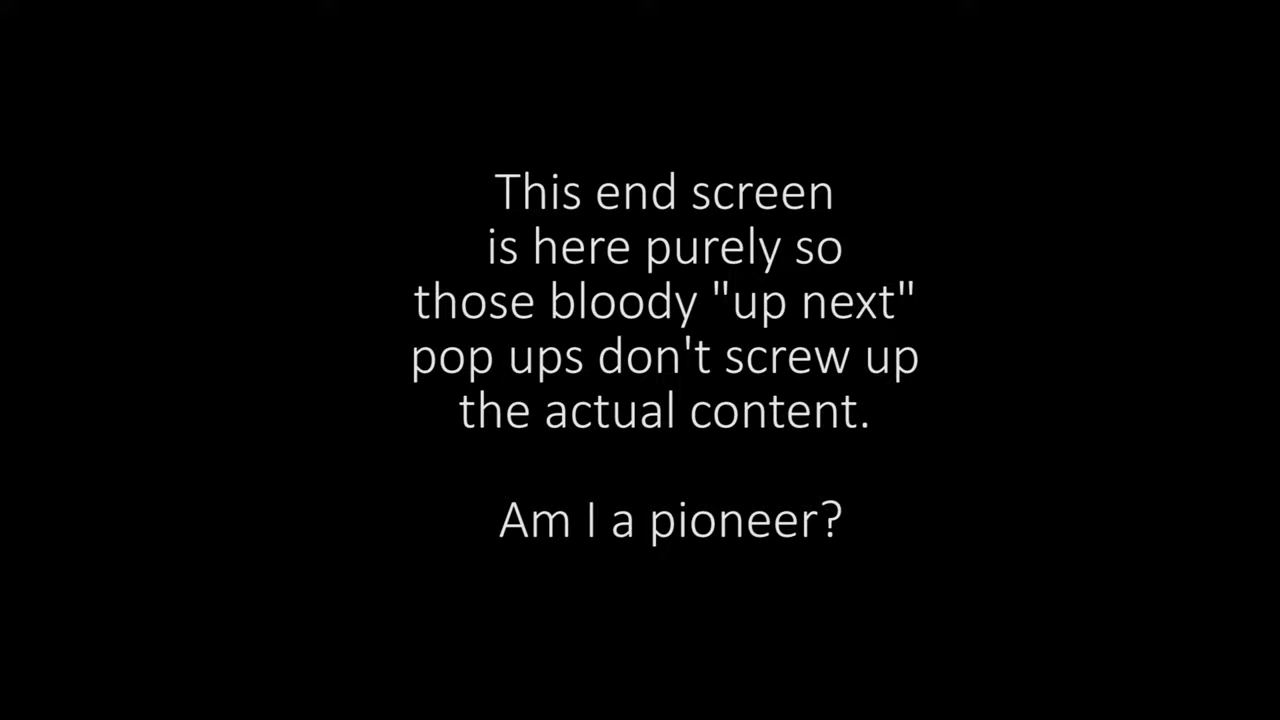 This end screen
is here purely so
those bloody "up next"
pop ups don't screw up
the actual content.
Am I a pioneer?